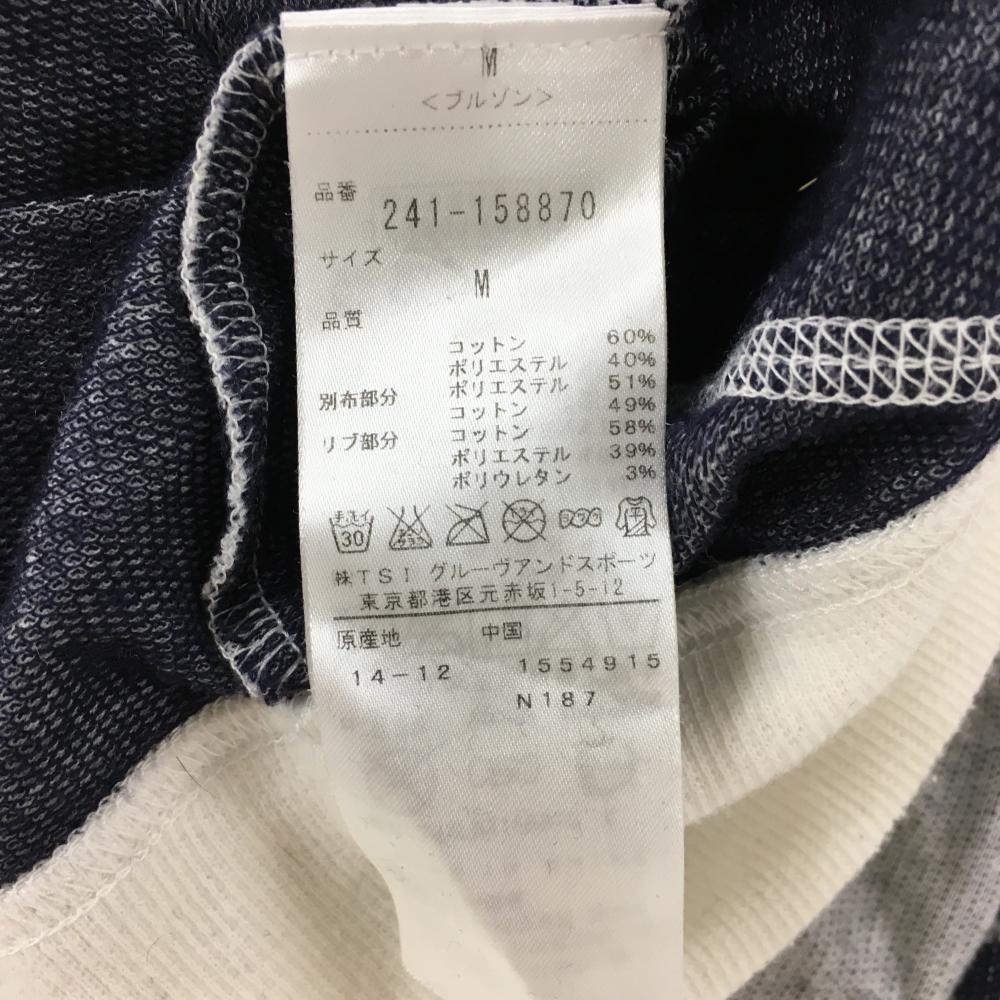 M
<ブルゾン>
品番
241-158870
サイズ
M
品質
コットン 60%
ポリエステル 40%
ポリエステル 51%
別布部分
コットン 49%
コットン 58%
リブ部分
ポリエステル 39%
ポリウレタン 3%
手洗イ 30
㈱TSI グルーヴアンドスポーツ
東京都港区元赤坂1-5-12
原産地 中国
14-12 1554915
N187